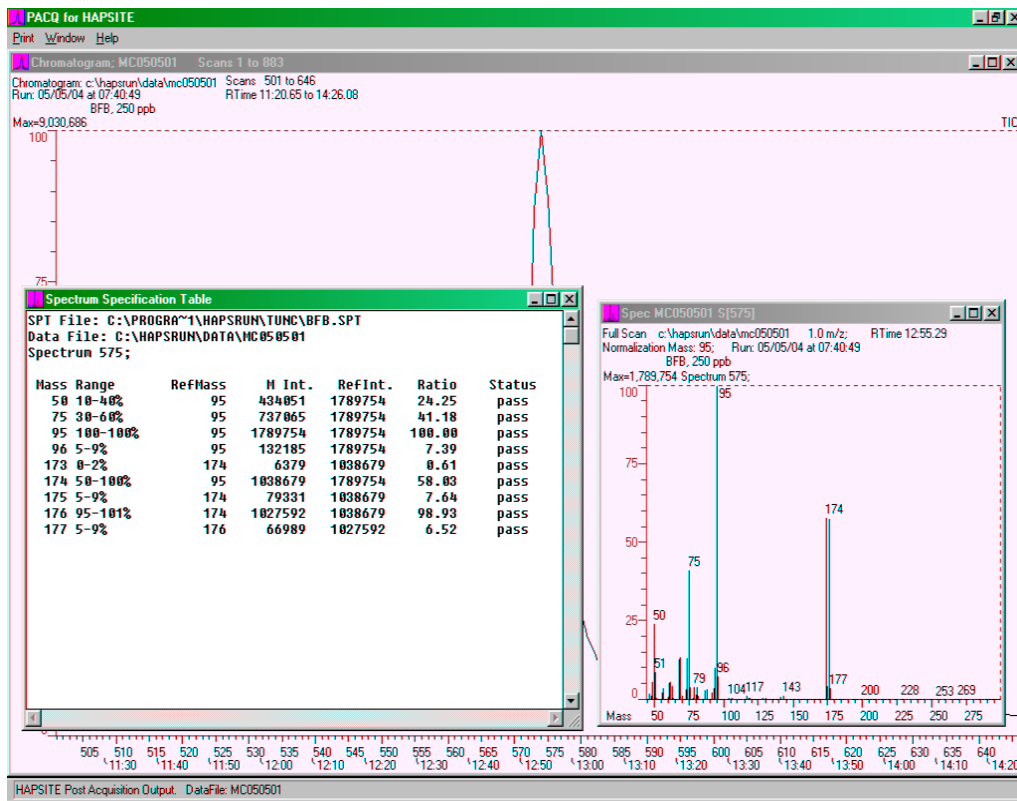 PACQ for HAPSITE
Print Window Help
Chromatogram; MC050501 Scans 1 to 883
Chromatogram: c:\hapsrun\data\mc050501 Scans 501 to 646
Run: 05/05/04 at 07:40:49 RTime 11:20.65 to 14:26.08
BFB, 250 ppb
Max=9,030,686 TIC
100
75
Spectrum Specification Table
SPT File: C:\PROGRA~1\HAPSRUN\TUNC\BFB.SPT
Data File: C:\HAPSRUN\DATA\MC050501
Spectrum 575;
Mass Range RefMass M Int. RefInt. Ratio Status
50 10-40% 95 434051 1789754 24.25 pass
75 30-60% 95 737065 1789754 41.18 pass
95 100-100% 95 1789754 1789754 100.00 pass
96 5-9% 95 132185 1789754 7.39 pass
173 0-2% 174 6379 1038679 0.61 pass
174 50-100% 95 1038679 1789754 58.03 pass
175 5-9% 174 79331 1038679 7.64 pass
176 95-101% 174 1027592 1038679 98.93 pass
177 5-9% 176 66989 1027592 6.52 pass
Spec MC050501 S[575]
Full Scan c:\hapsrun\data\mc050501 1.0 m/z; RTime 12:55.29
Normalization Mass: 95; Run: 05/05/04 at 07:40:49
BFB, 250 ppb
Max=1,789,754 Spectrum 575;
100 95
75
174
50
75
25
50
51 79 96 177
0 104 117 143 200 228 253 269
Mass 50 75 100 125 150 175 200 225 250 275
0
505 510 515 520 525 530 535 540 545 550 555 560 565 570 575 580 585 590 595 600 605 610 615 620 625 630 635 640
11:30 11:40 11:50 12:00 12:10 12:20 12:30 12:40 12:50 13:00 13:10 13:20 13:30 13:40 13:50 14:00 14:10 14:20
HAPSITE Post Acquisition Output. DataFile: MC050501